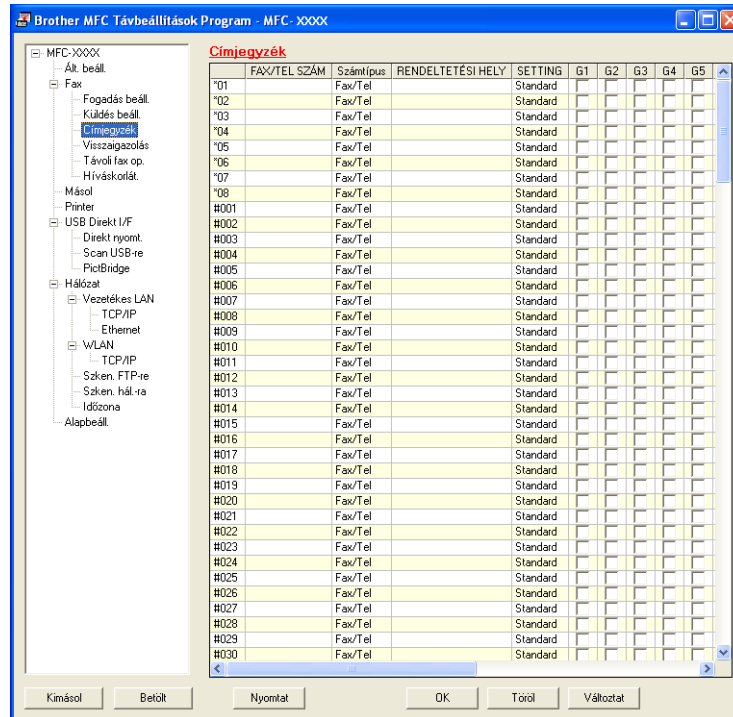 Brother MFC Távbeállítások Program - MFC- XXXX
MFC-XXXX
Ált. beáll.
Fax
Fogadás beáll.
Küldés beáll.
Címjegyzék
Visszaigazolás
Távoli fax op.
Híváskorlát.
Másol
Printer
USB Direkt I/F
Direkt nyomt.
Scan USB-re
PictBridge
Hálózat
Vezetékes LAN
TCP/IP
Ethernet
WLAN
TCP/IP
Szken. FTP-re
Szken. hál.-ra
Időzona
Alapbeáll.
Címjegyzék
FAX/TEL SZÁM Számtípus RENDELTETÉSI HELY SETTING G1 G2 G3 G4 G5
*01 Fax/Tel Standard
*02 Fax/Tel Standard
*03 Fax/Tel Standard
*04 Fax/Tel Standard
*05 Fax/Tel Standard
*06 Fax/Tel Standard
*07 Fax/Tel Standard
*08 Fax/Tel Standard
#001 Fax/Tel Standard
#002 Fax/Tel Standard
#003 Fax/Tel Standard
#004 Fax/Tel Standard
#005 Fax/Tel Standard
#006 Fax/Tel Standard
#007 Fax/Tel Standard
#008 Fax/Tel Standard
#009 Fax/Tel Standard
#010 Fax/Tel Standard
#011 Fax/Tel Standard
#012 Fax/Tel Standard
#013 Fax/Tel Standard
#014 Fax/Tel Standard
#015 Fax/Tel Standard
#016 Fax/Tel Standard
#017 Fax/Tel Standard
#018 Fax/Tel Standard
#019 Fax/Tel Standard
#020 Fax/Tel Standard
#021 Fax/Tel Standard
#022 Fax/Tel Standard
#023 Fax/Tel Standard
#024 Fax/Tel Standard
#025 Fax/Tel Standard
#026 Fax/Tel Standard
#027 Fax/Tel Standard
#028 Fax/Tel Standard
#029 Fax/Tel Standard
#030 Fax/Tel Standard
Kimásol Betölt Nyomtat OK Töröl Változtat